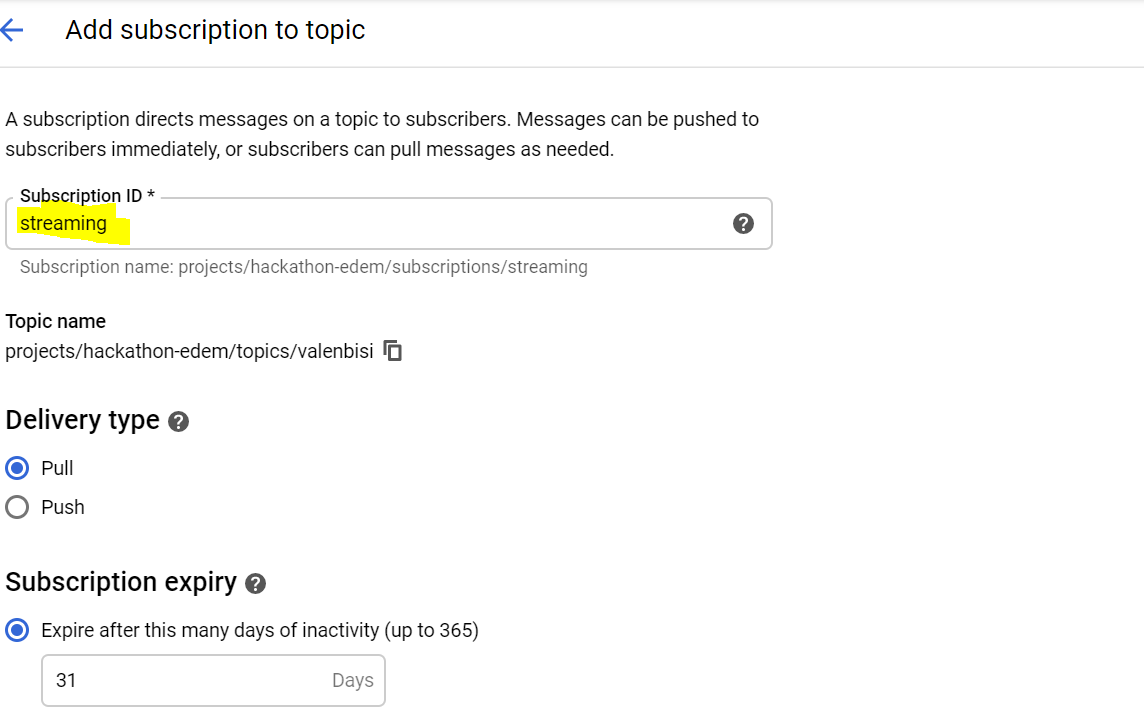 Add subscription to topic
A subscription directs messages on a topic to subscribers. Messages can be pushed to
subscribers immediately, or subscribers can pull messages as needed.
Subscription ID *
streaming
Subscription name: projects/hackathon-edem/subscriptions/streaming
Topic name
projects/hackathon-edem/topics/valenbisi
Delivery type
Pull
Push
Subscription expiry
Expire after this many days of inactivity (up to 365)
31 Days